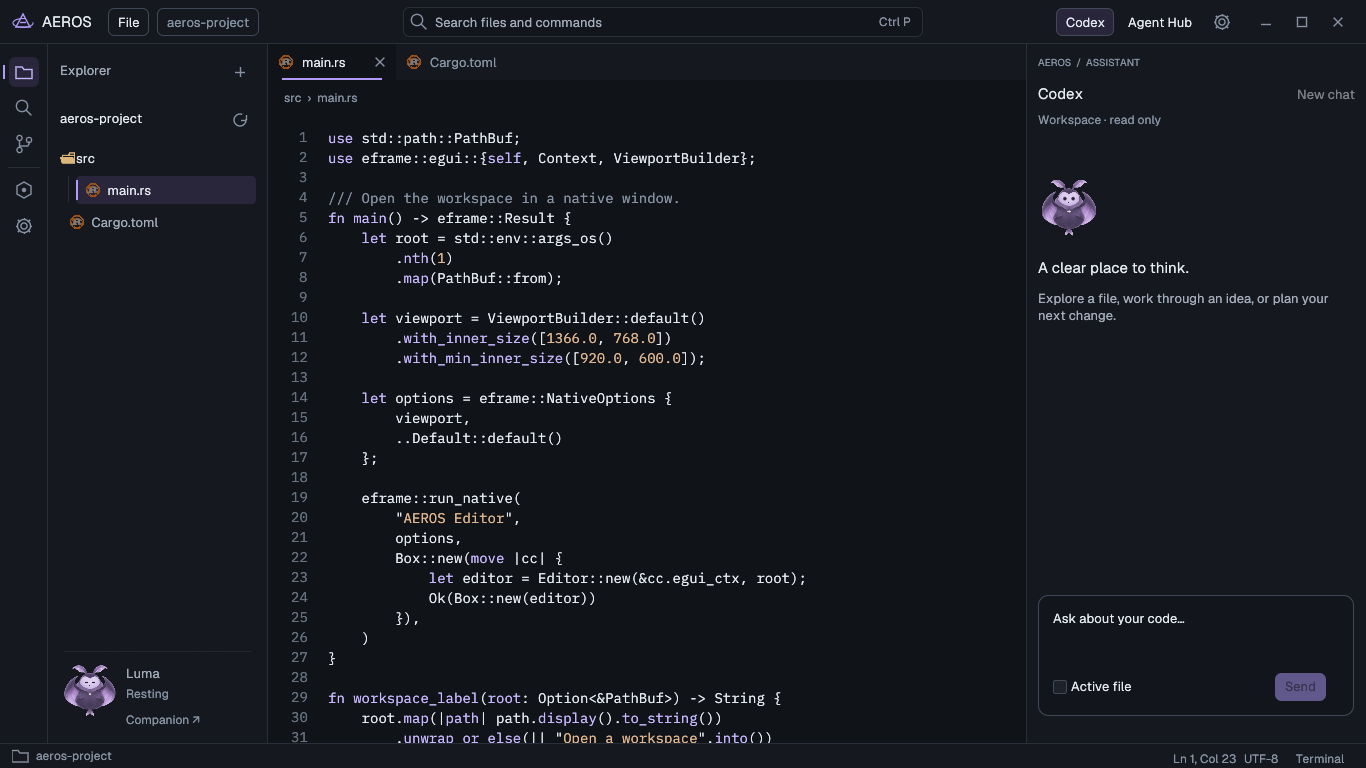 AEROS File aeros-project Search files and commands Ctrl P Codex Agent Hub
Explorer
aeros-project
src
main.rs
Cargo.toml
Luma
Resting
Companion ↗
main.rs Cargo.toml
src › main.rs
1 use std::path::PathBuf;
2 use eframe::egui::{self, Context, ViewportBuilder};
3
4 /// Open the workspace in a native window.
5 fn main() -> eframe::Result {
6     let root = std::env::args_os()
7         .nth(1)
8         .map(PathBuf::from);
9
10     let viewport = ViewportBuilder::default()
11         .with_inner_size([1366.0, 768.0])
12         .with_min_inner_size([920.0, 600.0]);
13
14     let options = eframe::NativeOptions {
15         viewport,
16         ..Default::default()
17     };
18
19     eframe::run_native(
20         "AEROS Editor",
21         options,
22         Box::new(move |cc| {
23             let editor = Editor::new(&cc.egui_ctx, root);
24             Ok(Box::new(editor))
25         }),
26     )
27 }
28
29 fn workspace_label(root: Option<&PathBuf>) -> String {
30     root.map(|path| path.display().to_string())
31         .unwrap_or_else(|| "Open a workspace".into())
AEROS / ASSISTANT
Codex New chat
Workspace · read only
A clear place to think.
Explore a file, work through an idea, or plan your
next change.
Ask about your code…
Active file Send
aeros-project Ln 1, Col 23 UTF-8 Terminal